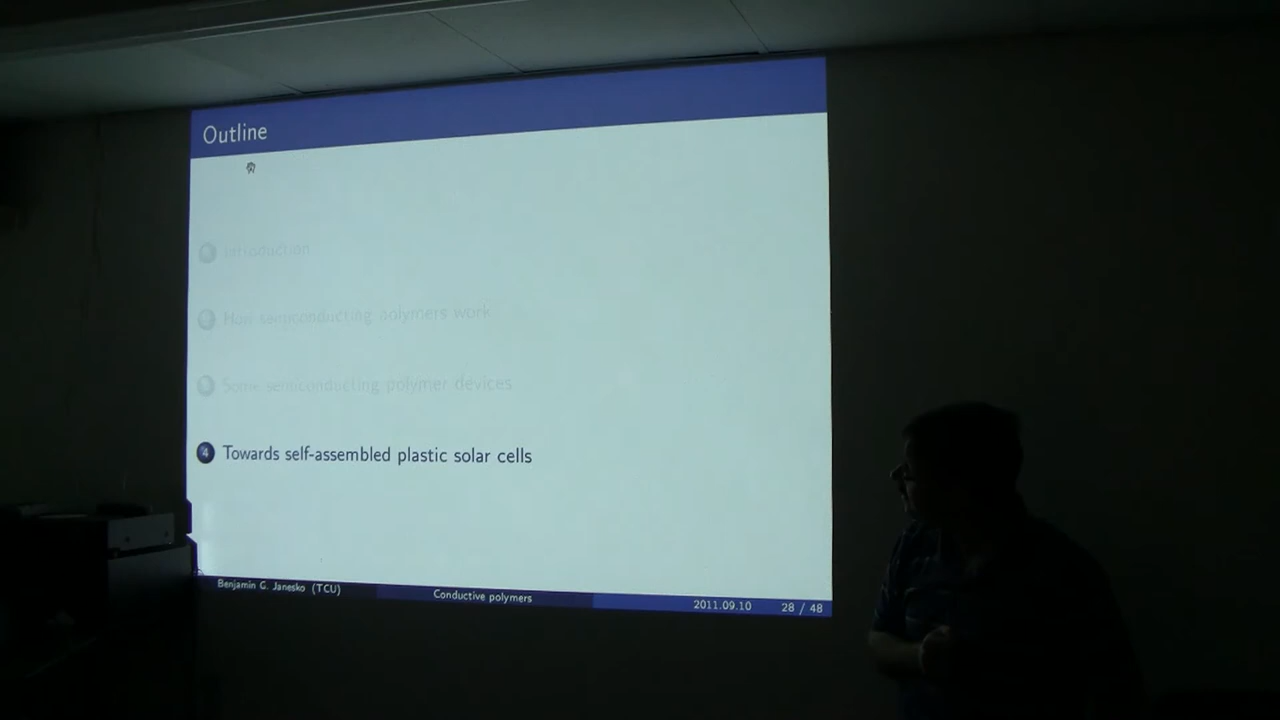 Outline
Introduction
How semiconducting polymers work
Some semiconducting polymer devices
4 Towards self-assembled plastic solar cells
Benjamin G. Janesko (TCU) Conductive polymers 2011.09.10 28 / 48